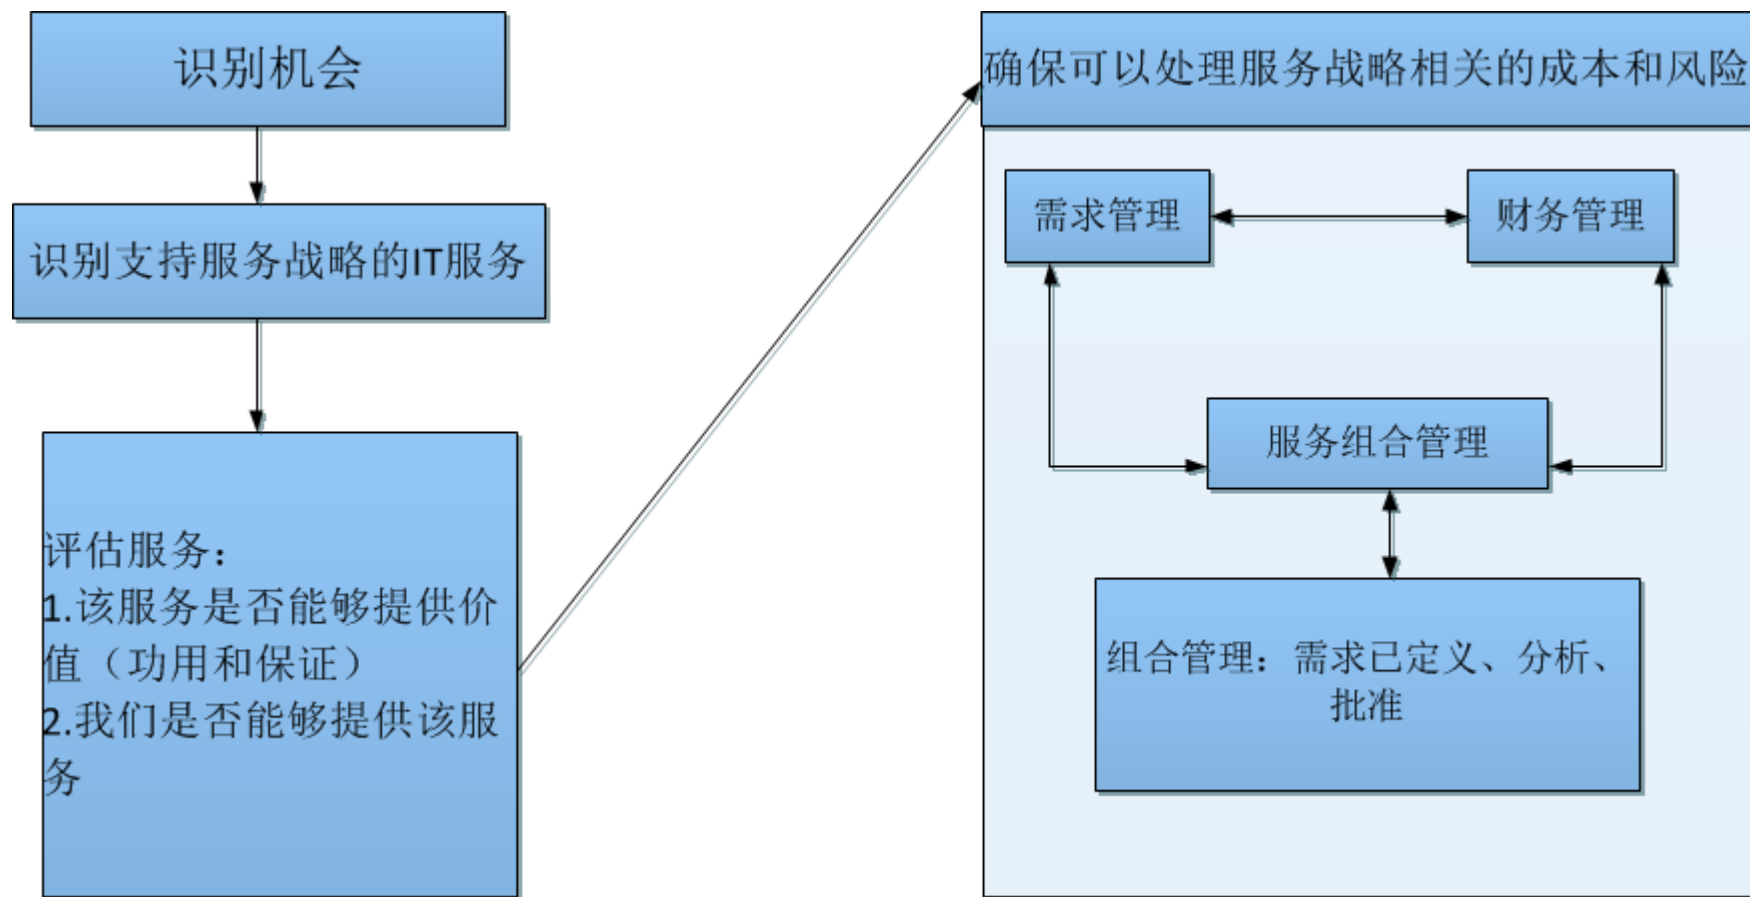 识别机会
识别支持服务战略的IT服务
评估服务：
1.该服务是否能够提供价
值（功用和保证）
2.我们是否能够提供该服
务
确保可以处理服务战略相关的成本和风险
需求管理
财务管理
服务组合管理
组合管理：需求已定义、分析、
批准